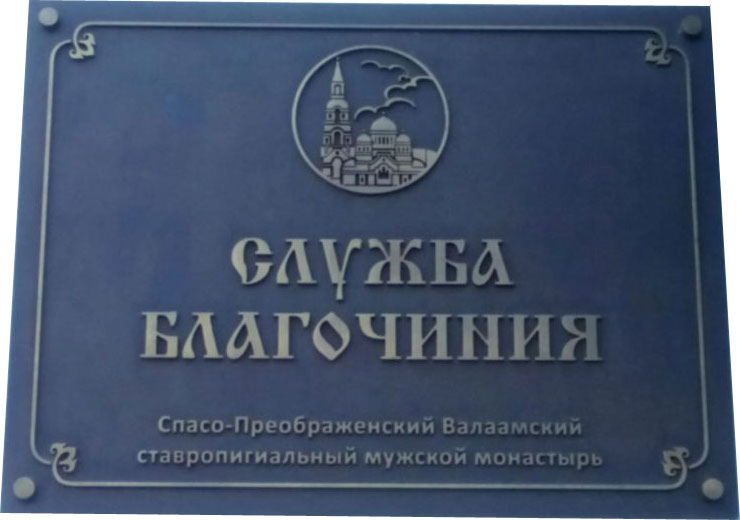 СЛУЖБА
БЛАГОЧИНИЯ
Спасо-Преображенский Валаамский
ставропигиальный мужской монастырь